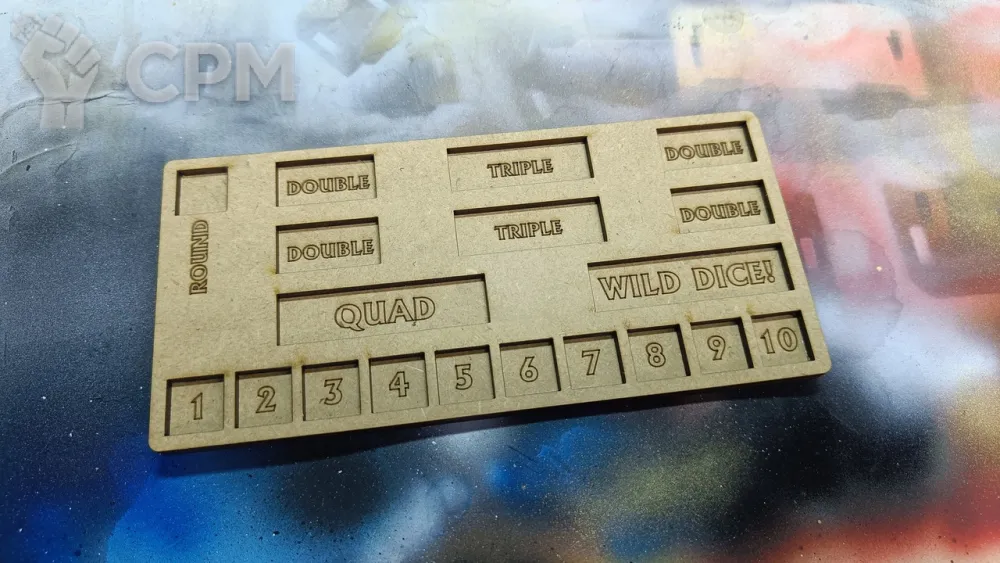 CPM
DOUBLE TRIPLE DOUBLE
ROUND
DOUBLE TRIPLE DOUBLE
QUAD WILD DICE!
1 2 3 4 5 6 7 8 9 10